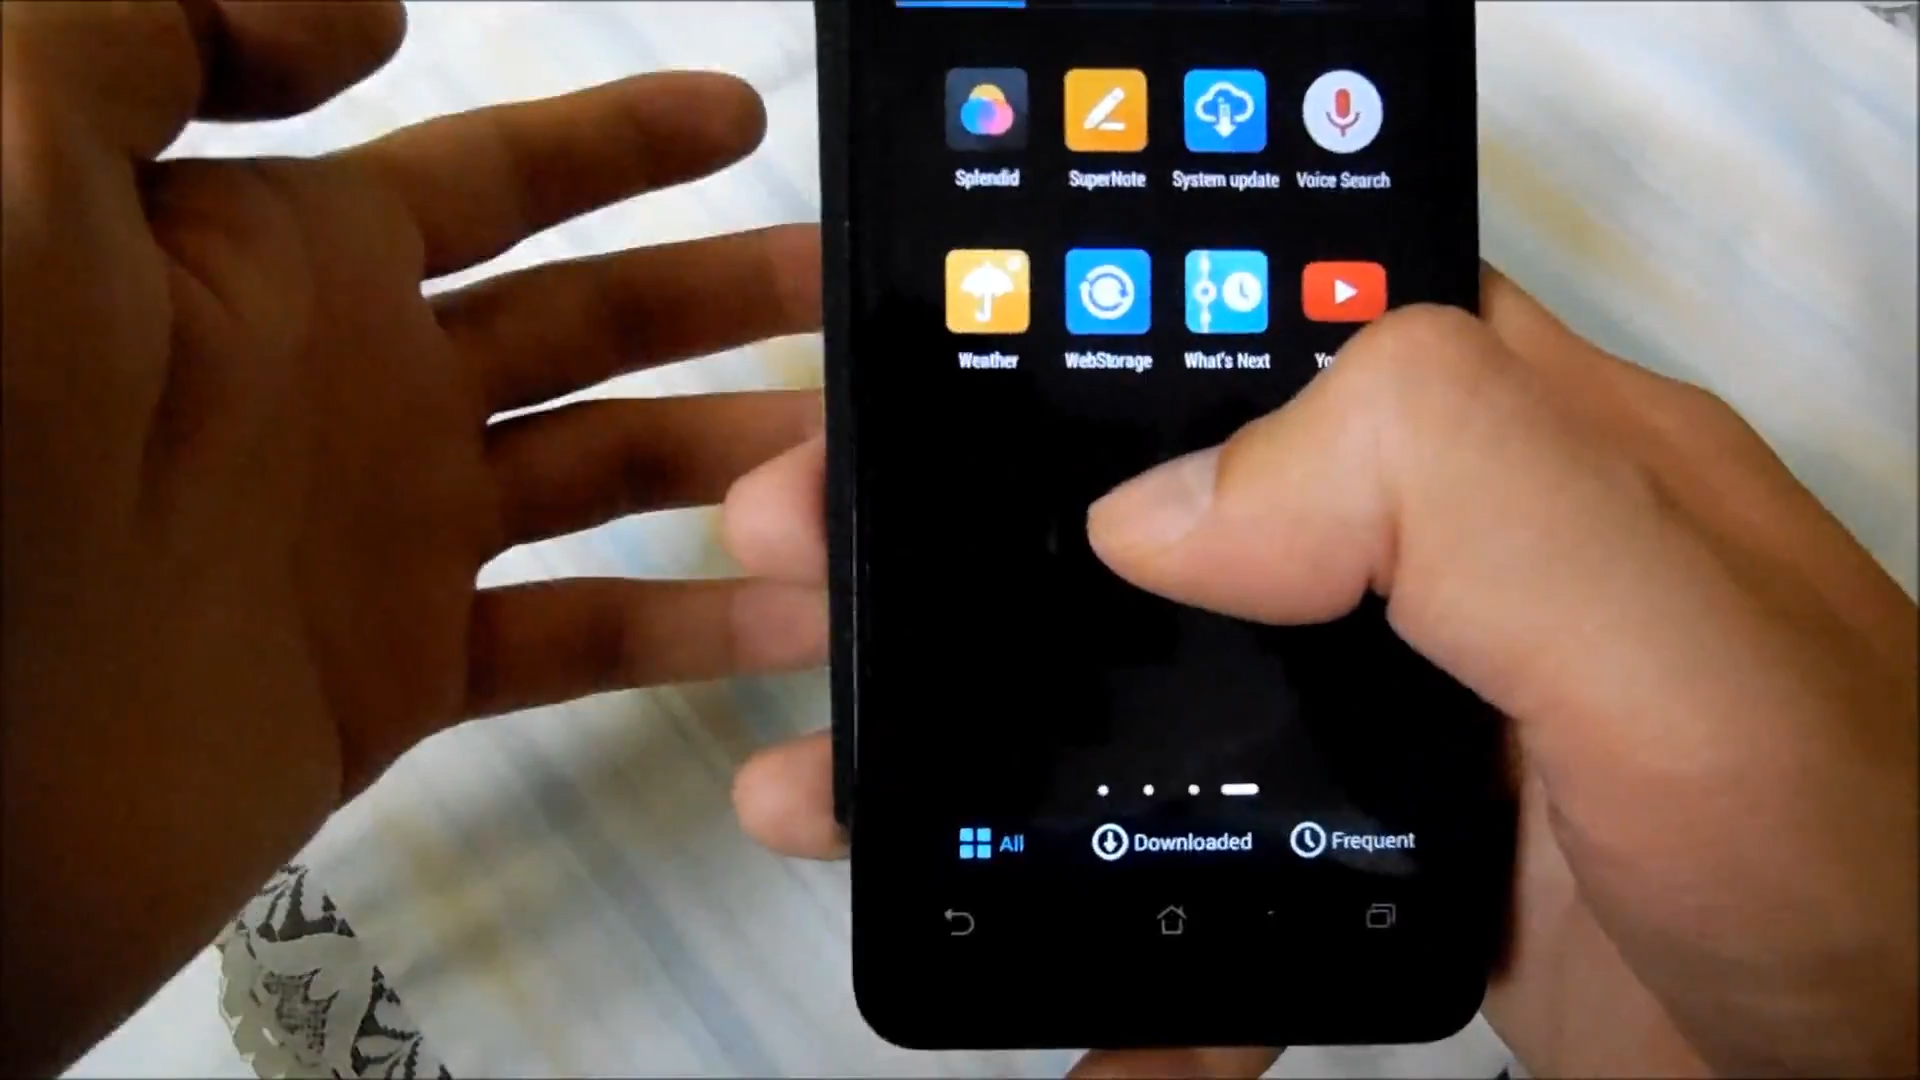 Splendid SuperNote System update Voice Search
Weather WebStorage What's Next
All Downloaded Frequent